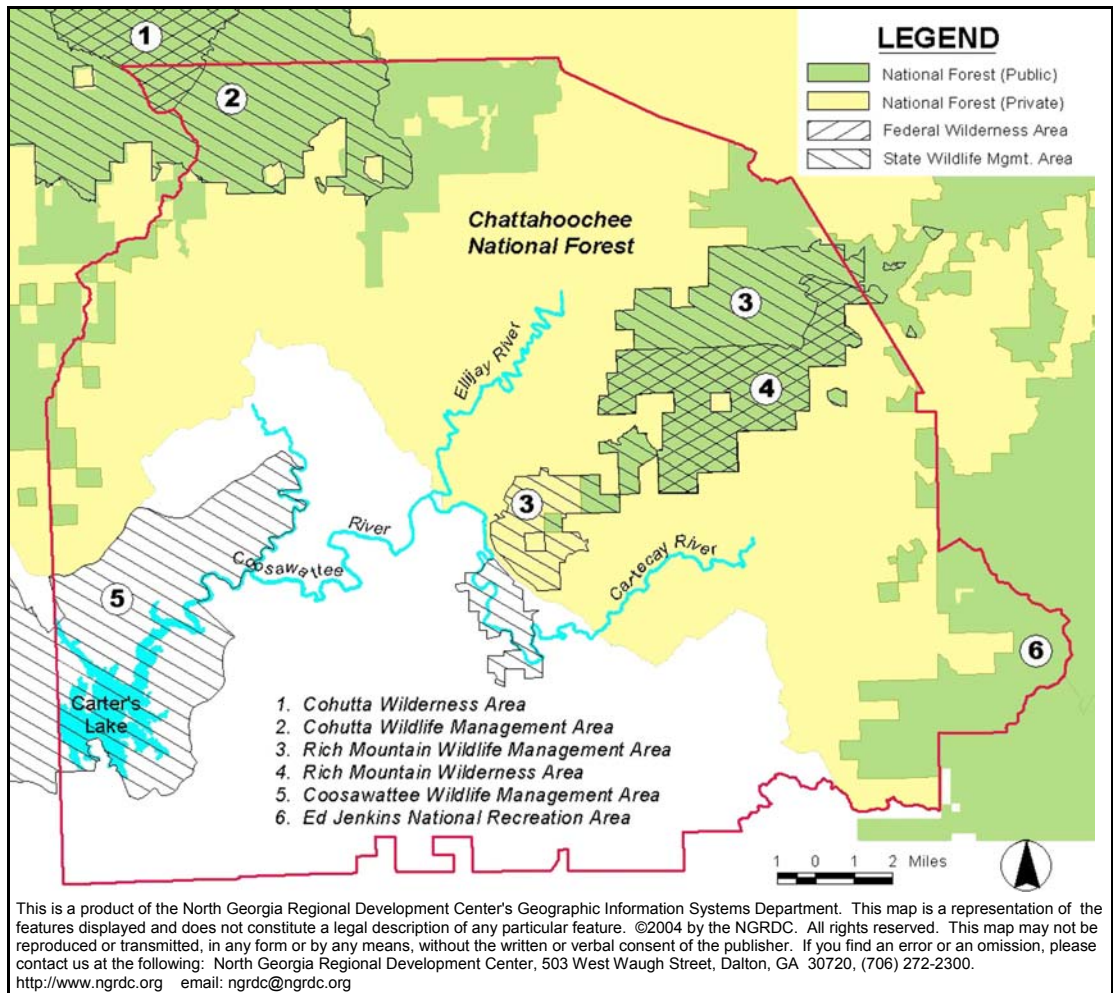 LEGEND
National Forest (Public)
National Forest (Private)
Federal Wilderness Area
State Wildlife Mgmt. Area
1
2
Chattahoochee
National Forest
3
4
Ellijay River
3
River
Coosawattee
Cartecay River
5
6
Carter's
Lake
1. Cohutta Wilderness Area
2. Cohutta Wildlife Management Area
3. Rich Mountain Wildlife Management Area
4. Rich Mountain Wilderness Area
5. Coosawattee Wildlife Management Area
6. Ed Jenkins National Recreation Area
1 0 1 2 Miles
This is a product of the North Georgia Regional Development Center's Geographic Information Systems Department. This map is a representation of the
features displayed and does not constitute a legal description of any particular feature. ©2004 by the NGRDC. All rights reserved. This map may not be
reproduced or transmitted, in any form or by any means, without the written or verbal consent of the publisher. If you find an error or an omission, please
contact us at the following: North Georgia Regional Development Center, 503 West Waugh Street, Dalton, GA 30720, (706) 272-2300.
http://www.ngrdc.org email: ngrdc@ngrdc.org